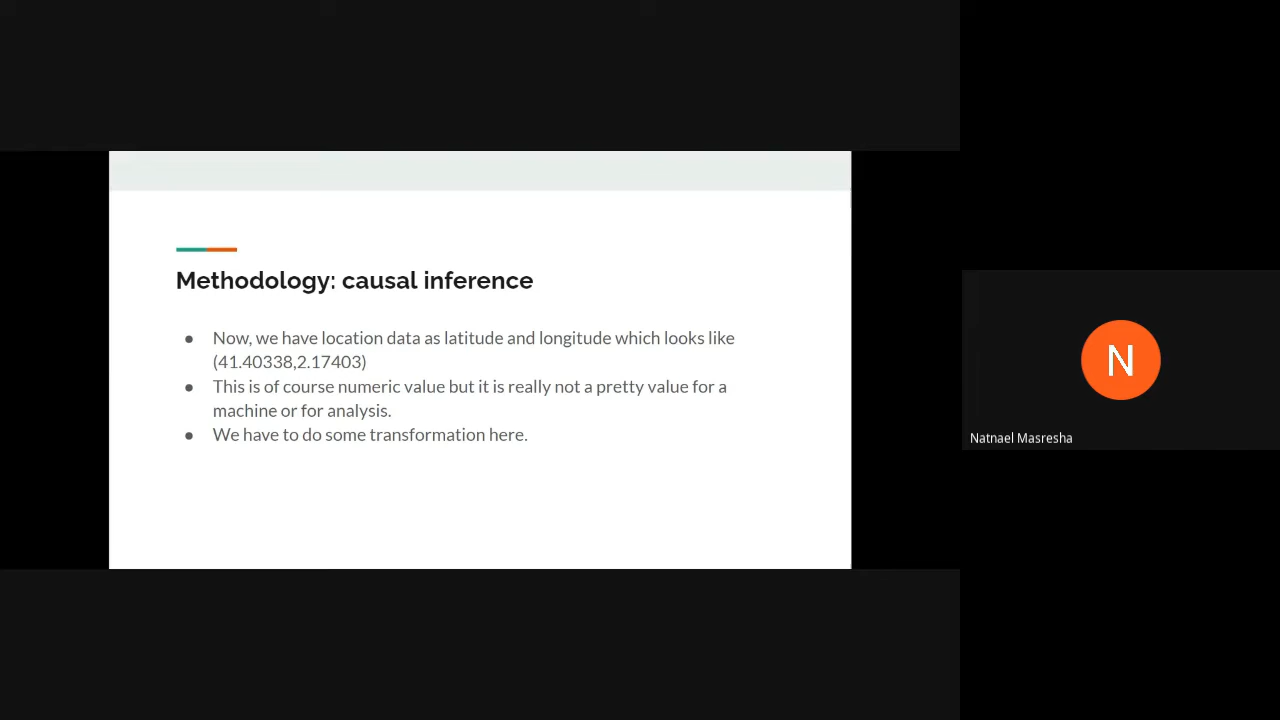 Methodology: causal inference
● Now, we have location data as latitude and longitude which looks like
(41.40338,2.17403)
● This is of course numeric value but it is really not a pretty value for a
machine or for analysis.
● We have to do some transformation here.
N
Natnael Masresha